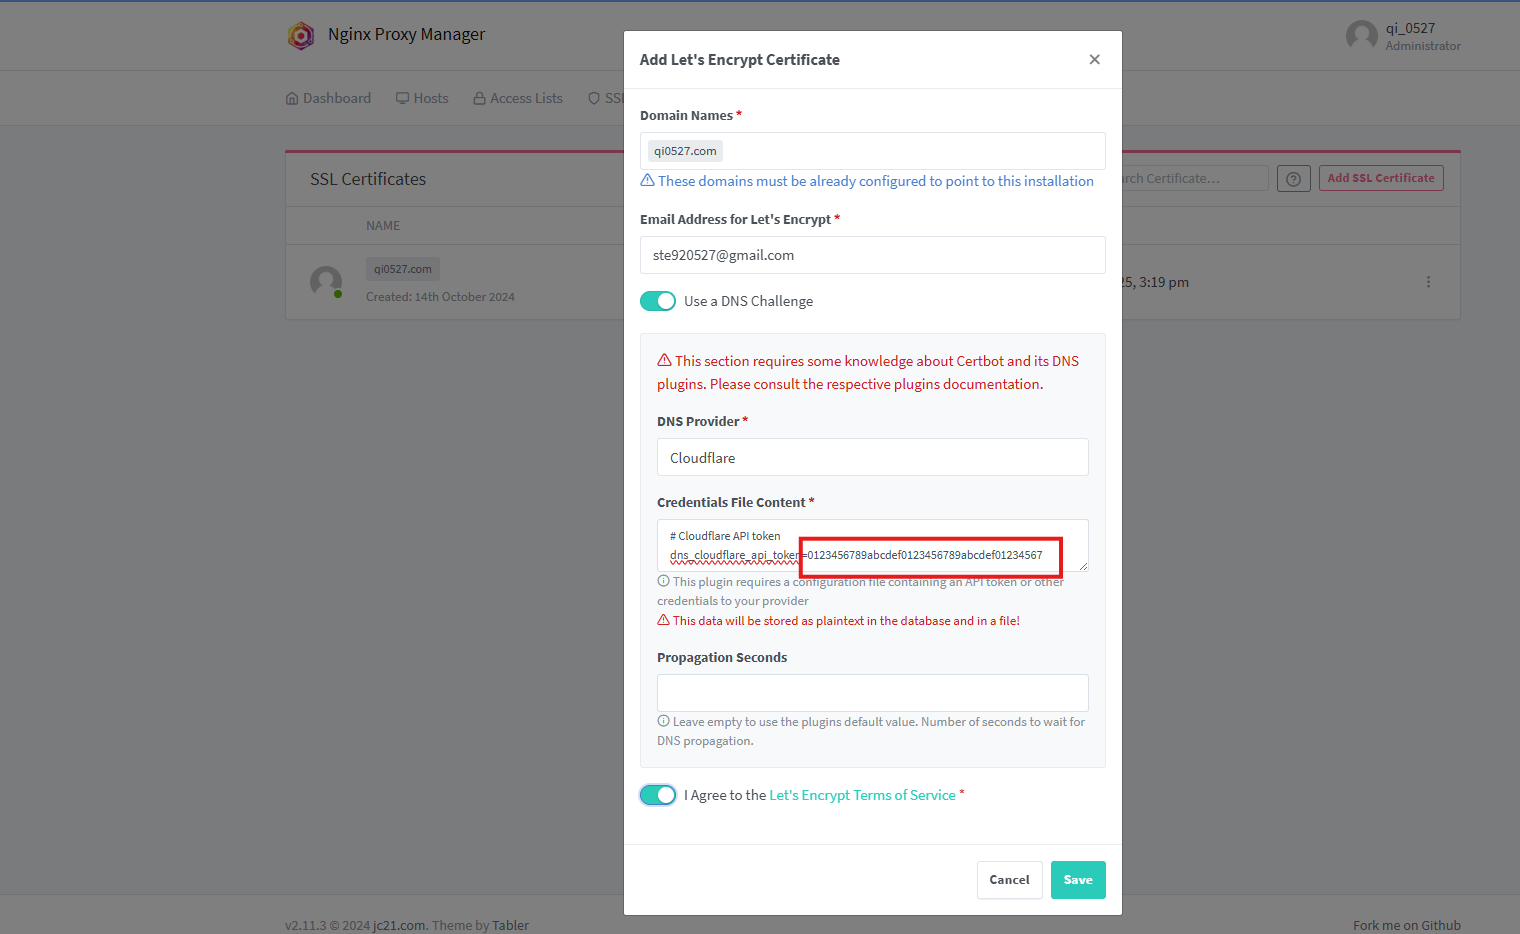 Nginx Proxy Manager
qi_0527
Administrator
Dashboard
Hosts
Access Lists
SSL Certificates
Add SSL Certificate
NAME
qi0527.com
Created: 14th October 2024
3:19 pm
Add Let's Encrypt Certificate
Domain Names *
qi0527.com
These domains must be already configured to point to this installation
Email Address for Let's Encrypt *
ste920527@gmail.com
Use a DNS Challenge
This section requires some knowledge about Certbot and its DNS
plugins. Please consult the respective plugins documentation.
DNS Provider *
Cloudflare
Credentials File Content *
# Cloudflare API token
dns_cloudflare_api_token=0123456789abcdef0123456789abcdef01234567
This plugin requires a configuration file containing an API token or other
credentials to your provider
This data will be stored as plaintext in the database and in a file!
Propagation Seconds
Leave empty to use the plugins default value. Number of seconds to wait for
DNS propagation.
I Agree to the Let's Encrypt Terms of Service *
Cancel
Save
v2.11.3 © 2024 jc21.com. Theme by Tabler
Fork me on Github